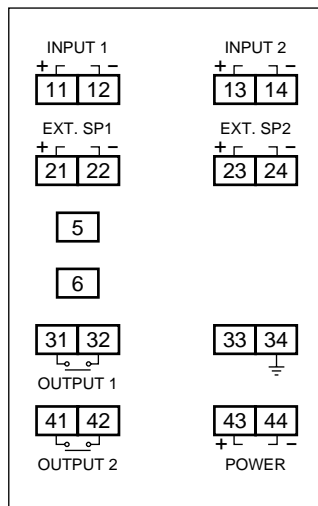 INPUT 1 INPUT 2
+ − + −
11 12 13 14
EXT. SP1 EXT. SP2
+ − + −
21 22 23 24
5
6
31 32 33 34
OUTPUT 1
41 42 43 44
+ −
OUTPUT 2 POWER